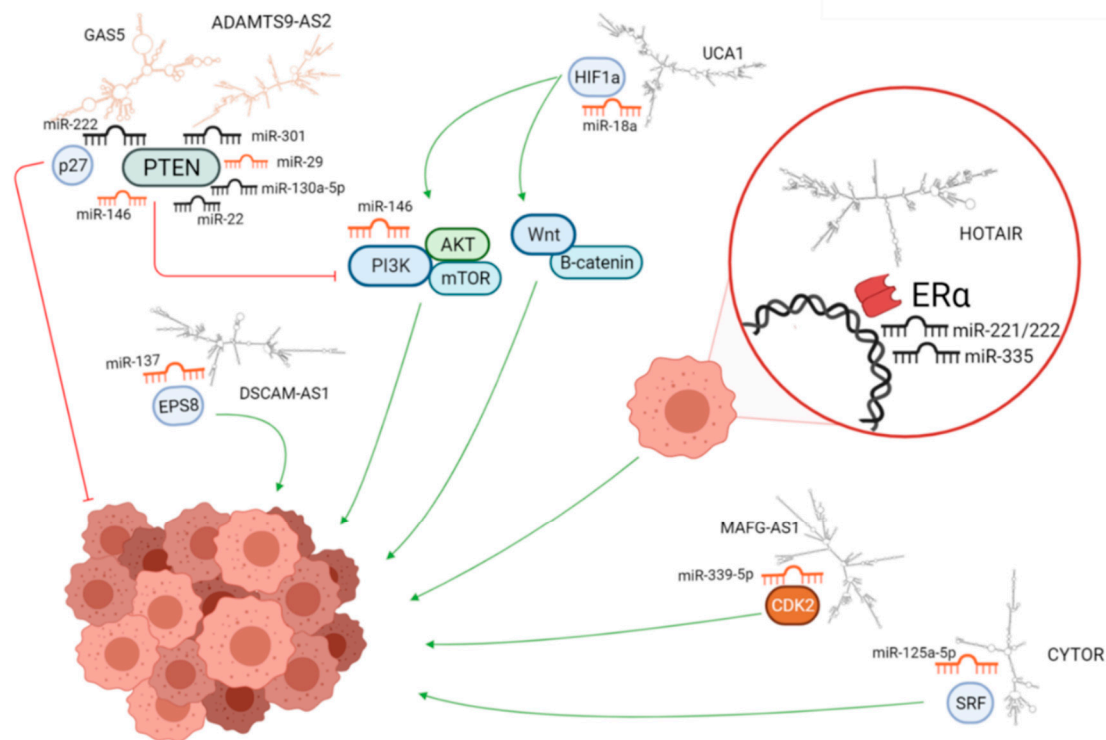 GAS5
ADAMTS9-AS2
miR-222
miR-301
p27
PTEN
miR-29
miR-130a-5p
miR-146
miR-22
HIF1a
UCA1
miR-18a
miR-146
PI3K
AKT
mTOR
Wnt
B-catenin
HOTAIR
ERα
miR-221/222
miR-335
miR-137
EPS8
DSCAM-AS1
MAFG-AS1
miR-339-5p
CDK2
miR-125a-5p
CYTOR
SRF